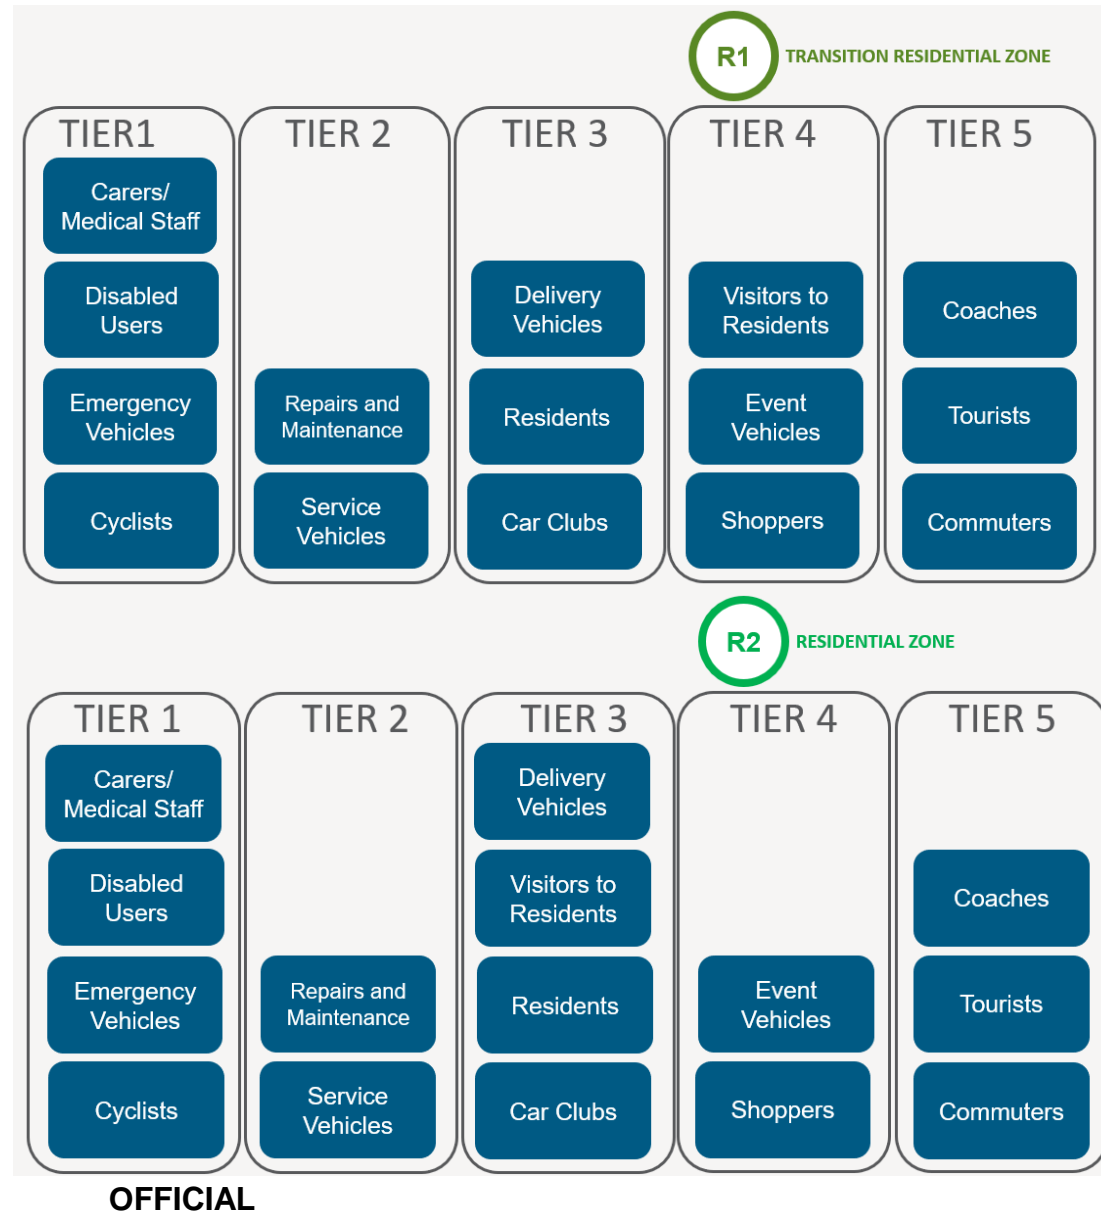 R1
TRANSITION RESIDENTIAL ZONE
TIER1
Carers/
Medical Staff
Disabled
Users
Emergency
Vehicles
Cyclists
TIER 2
Repairs and
Maintenance
Service
Vehicles
TIER 3
Delivery
Vehicles
Residents
Car Clubs
TIER 4
Visitors to
Residents
Event
Vehicles
Shoppers
TIER 5
Coaches
Tourists
Commuters
R2
RESIDENTIAL ZONE
TIER 1
Carers/
Medical Staff
Disabled
Users
Emergency
Vehicles
Cyclists
TIER 2
Repairs and
Maintenance
Service
Vehicles
TIER 3
Delivery
Vehicles
Visitors to
Residents
Residents
Car Clubs
TIER 4
Event
Vehicles
Shoppers
TIER 5
Coaches
Tourists
Commuters
OFFICIAL